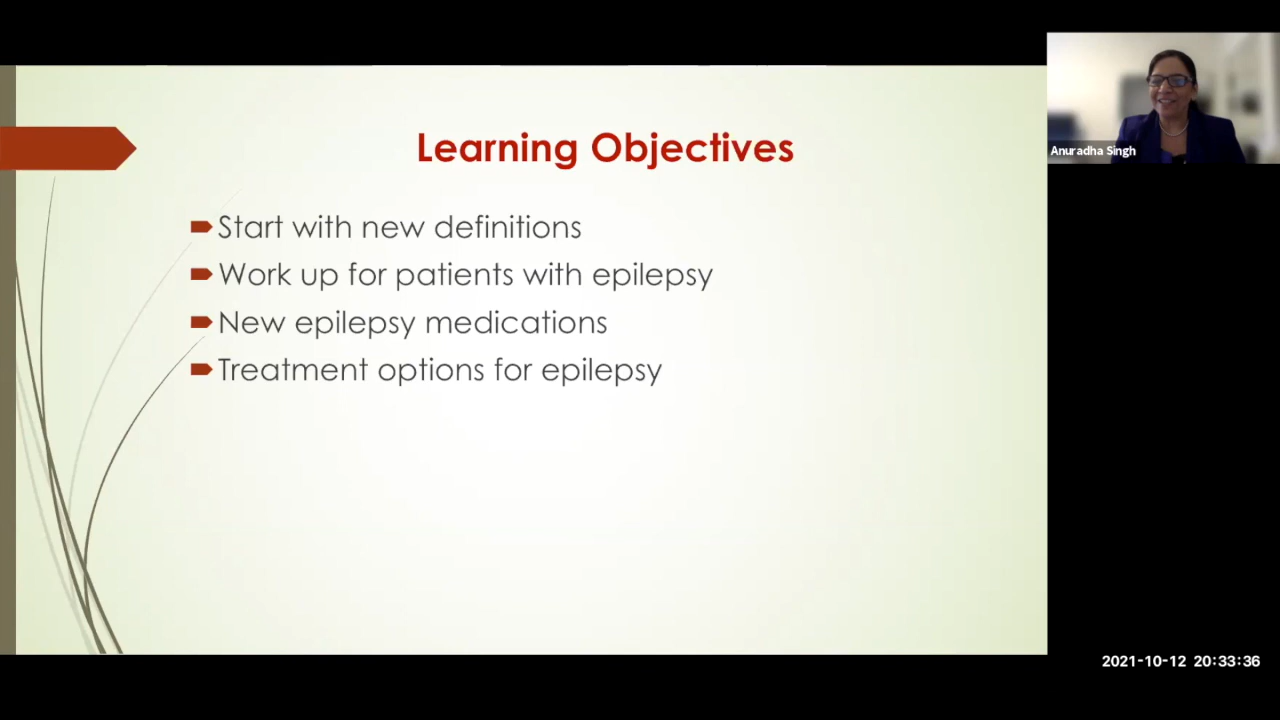 Learning Objectives
Start with new definitions
Work up for patients with epilepsy
New epilepsy medications
Treatment options for epilepsy
Anuradha Singh
2021-10-12 20:33:36